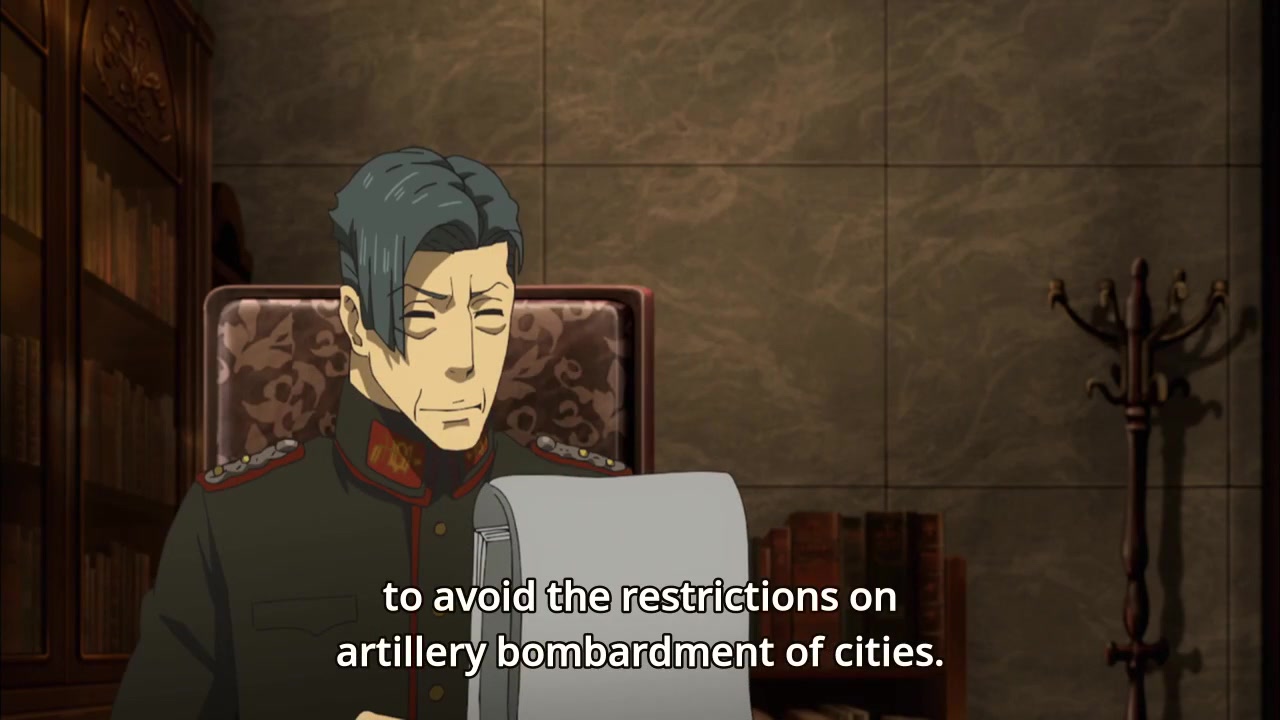 to avoid the restrictions on
artillery bombardment of cities.